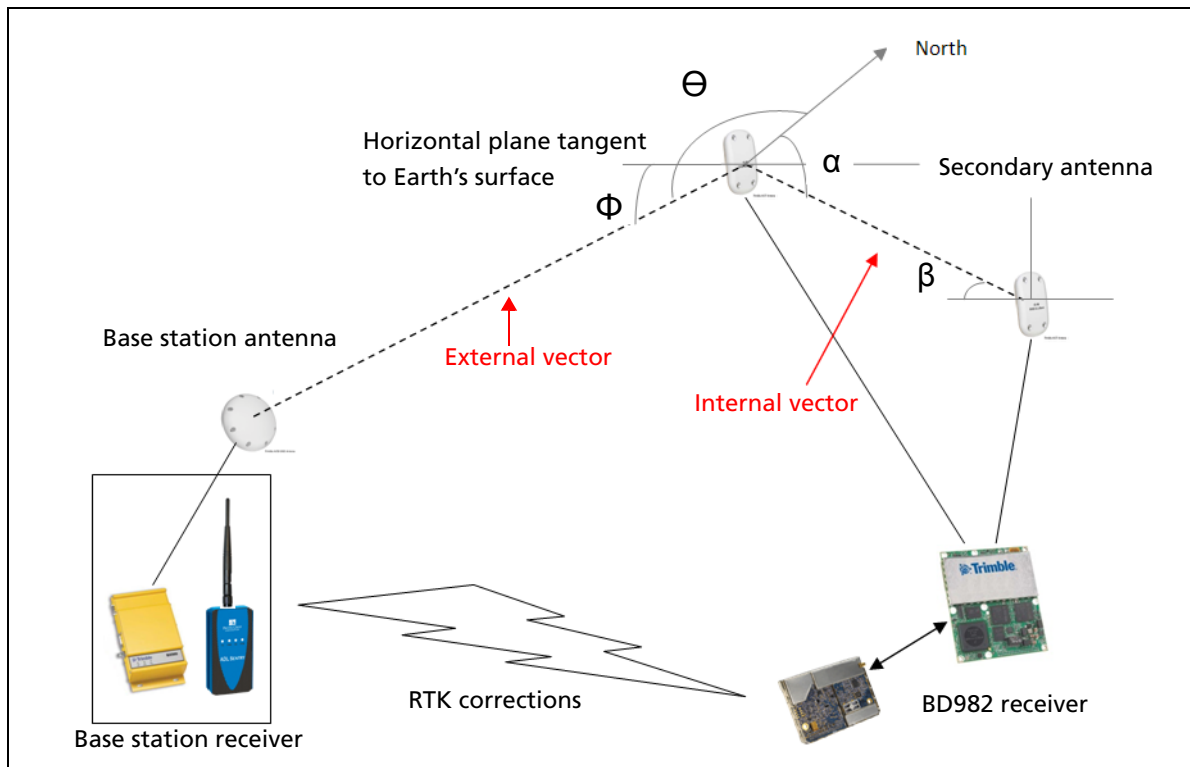 North
Ө
Horizontal plane tangent
to Earth's surface
α
Secondary antenna
Φ
β
Base station antenna
External vector
Internal vector
Trimble
RTK corrections
BD982 receiver
Base station receiver